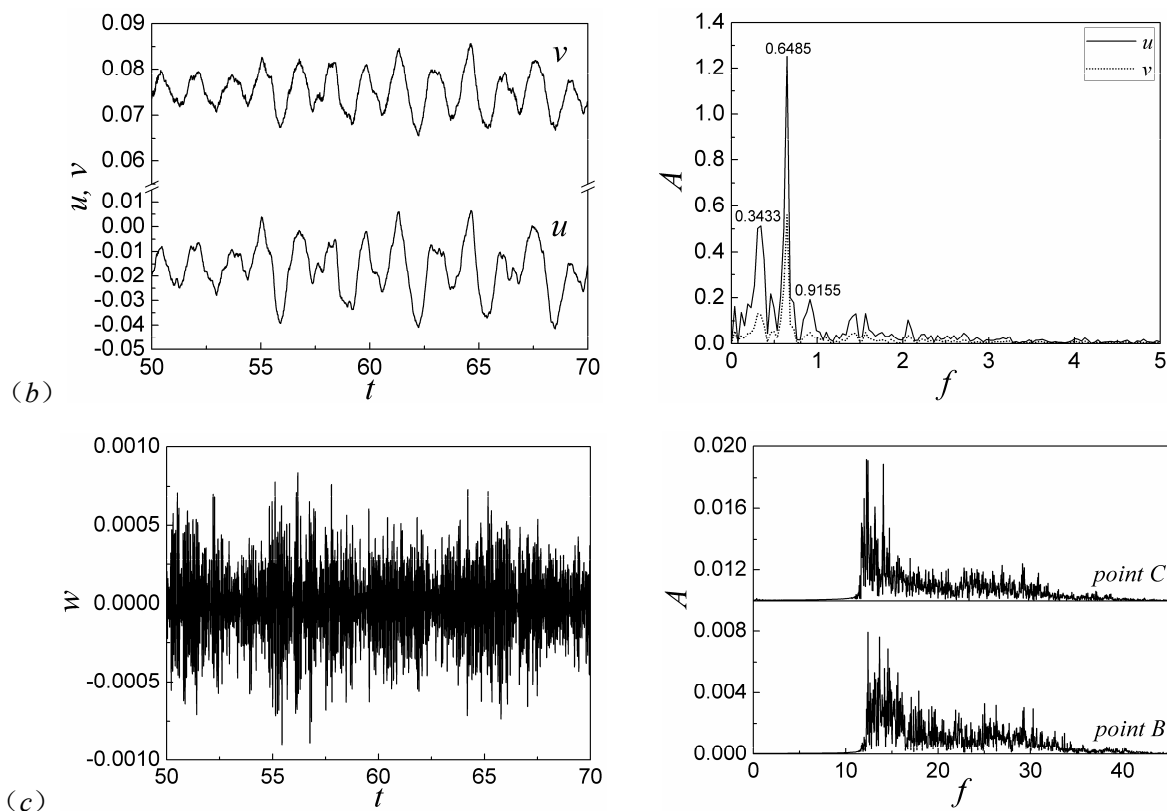 0.09
0.08
0.07
0.06
0.01
0.00
-0.01
-0.02
-0.03
-0.04
-0.05
u, v
v
u
50 55 60 65 70
t
(b)
1.4
1.2
1.0
0.8
0.6
0.4
0.2
0.0
A
0.6485
0.3433
0.9155
u
v
0 1 2 3 4 5
f
0.0010
0.0005
0.0000
-0.0005
-0.0010
w
50 55 60 65 70
t
(c)
0.020
0.016
0.012
0.008
0.004
0.000
A
point C
point B
0 10 20 30 40
f